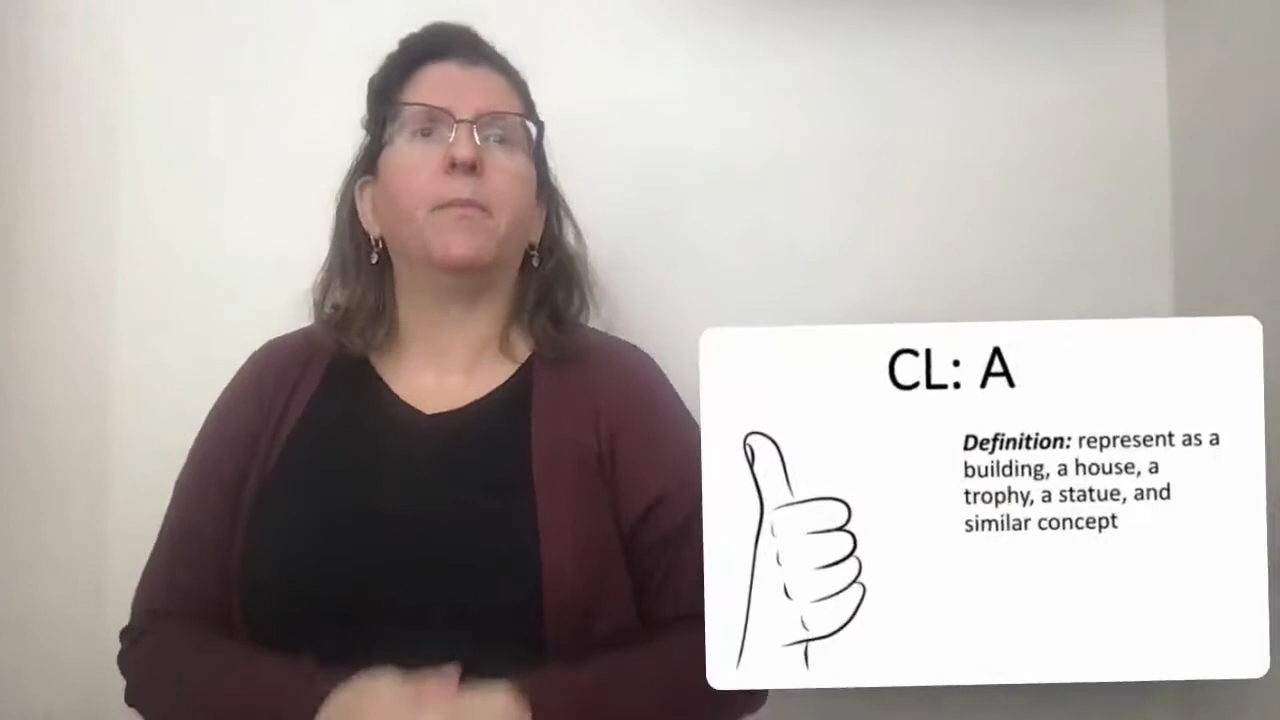 CL: A
Definition: represent as a
building, a house, a
trophy, a statue, and
similar concept